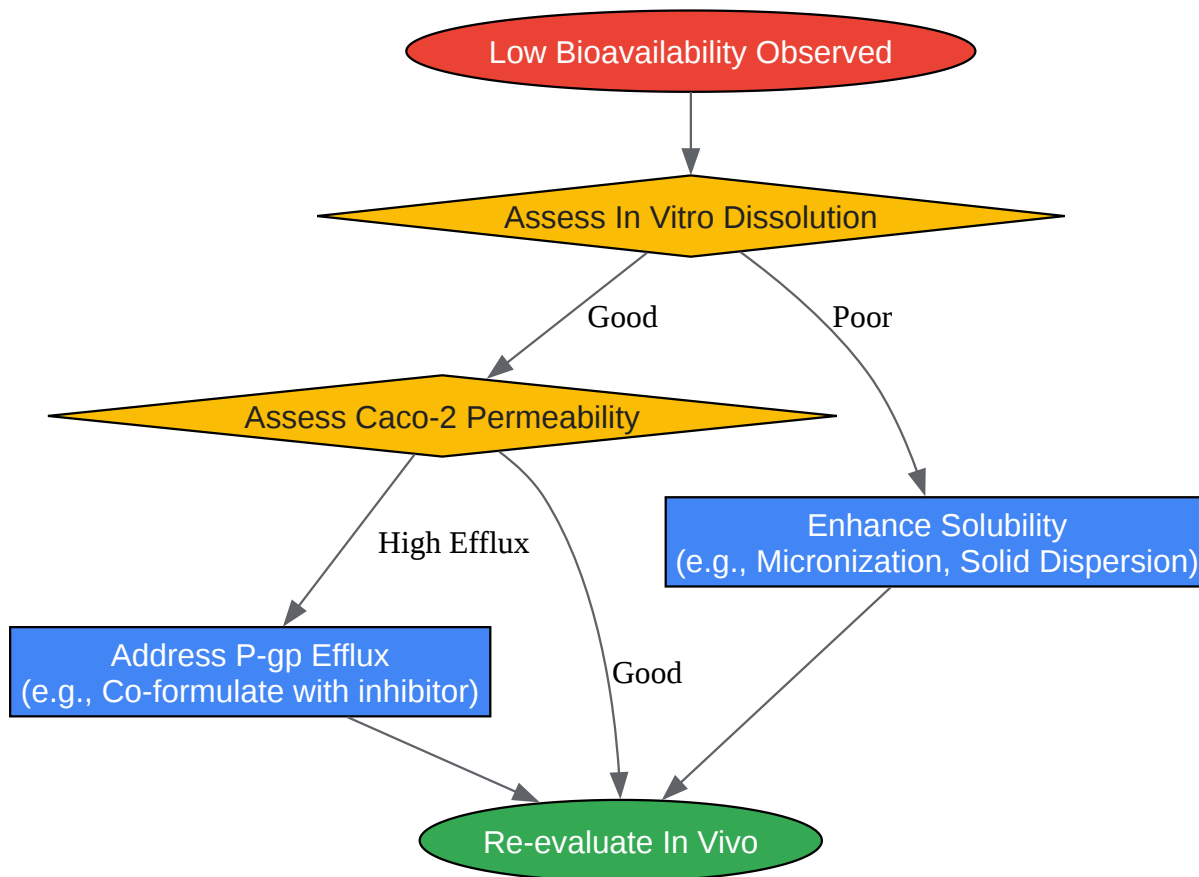 Low Bioavailability Observed
Assess In Vitro Dissolution
Good
Poor
Assess Caco-2 Permeability
Enhance Solubility
(e.g., Micronization, Solid Dispersion)
High Efflux
Address P-gp Efflux
(e.g., Co-formulate with inhibitor)
Good
Re-evaluate In Vivo